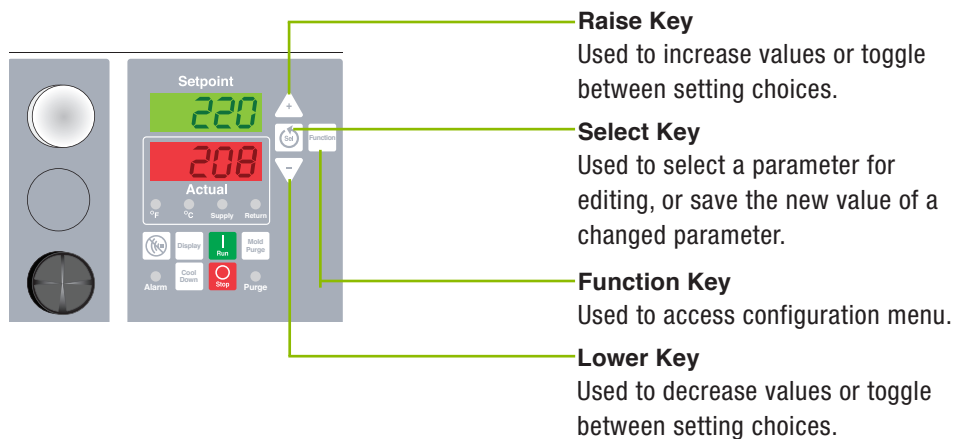 Raise Key
Used to increase values or toggle
between setting choices.
Select Key
Used to select a parameter for
editing, or save the new value of a
changed parameter.
Function Key
Used to access configuration menu.
Lower Key
Used to decrease values or toggle
between setting choices.
Setpoint
220
+
Sel
Function
208
-
Actual
°F °C Supply Return
Display
Run
Mold
Purge
Alarm
Cool
Down
Stop
Purge